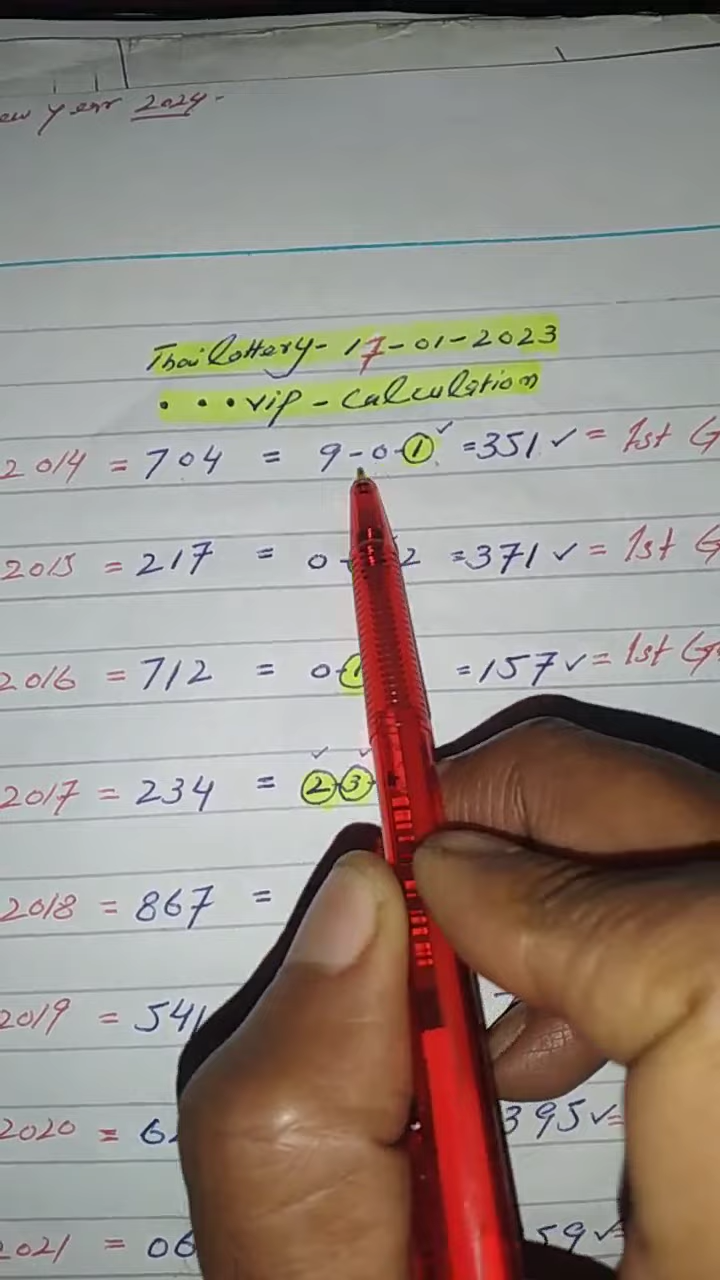 year 2024-
Thai Lottery- 17-01-2023
• • • VIP - Calculation
2014 = 704 = 9-0-1 ✓ =351 ✓ = 1st G
2015 = 217 = 0- 2 =371 ✓ = 1st G
2016 = 712 = 0-1 =157 ✓ = 1st G
2017 = 234 = 2-3-
2018 = 867 =
2019 = 541
2020 = 6 395 ✓=
2021 = 06 59 ✓=